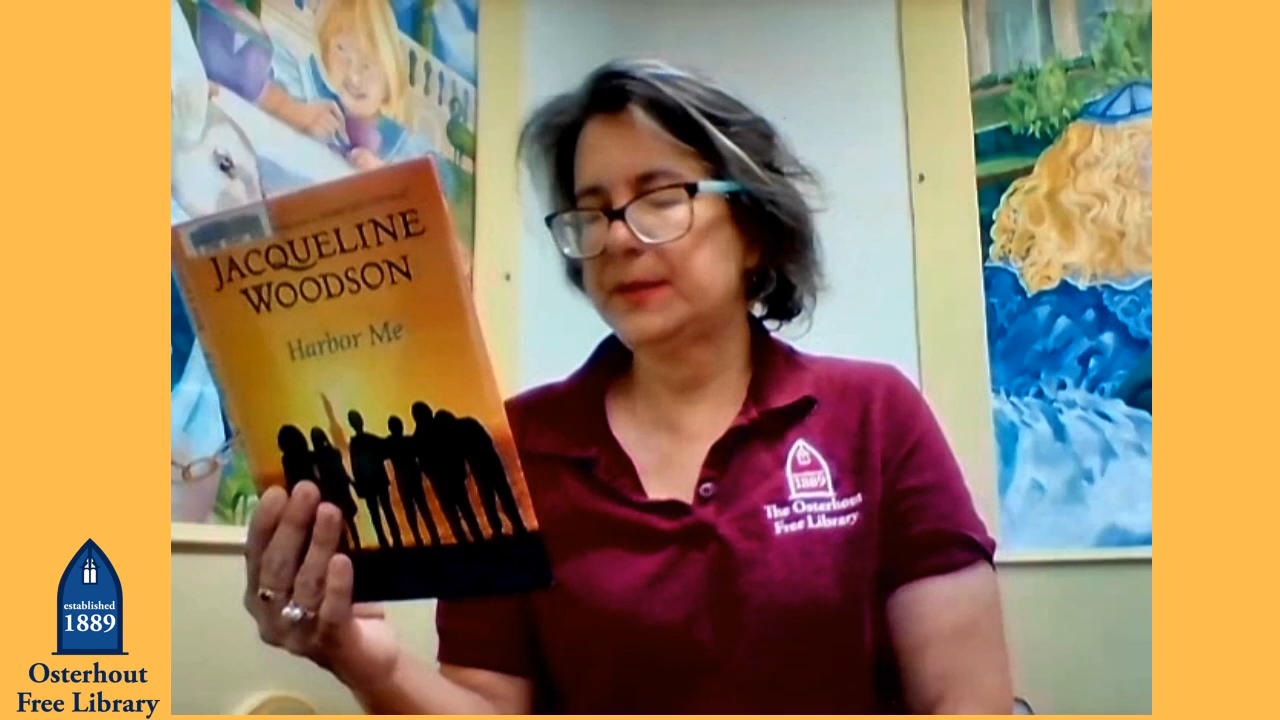 JACQUELINE
WOODSON
Harbor Me
1889
The Osterhout
Free Library
established
1889
Osterhout
Free Library